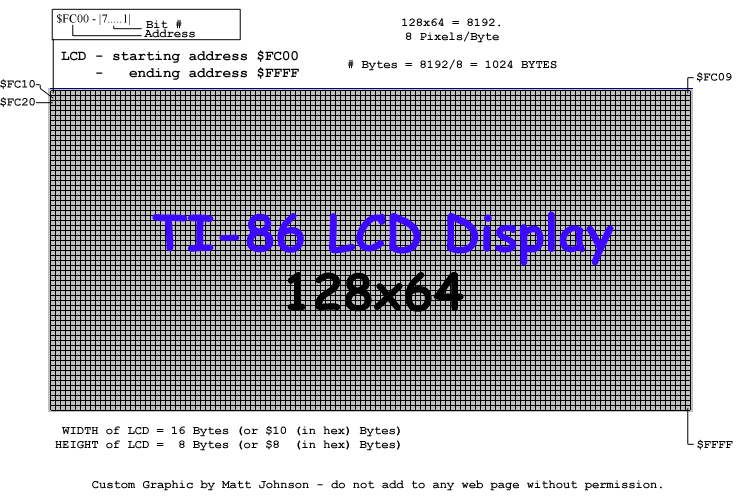 $FC00 - |7.....1|
Bit #
Address
128x64 = 8192.
8 Pixels/Byte
LCD - starting address $FC00
-   ending address $FFFF
# Bytes = 8192/8 = 1024 BYTES
$FC10
$FC09
$FC20
TI-86 LCD Display
128x64
WIDTH of LCD = 16 Bytes (or $10 (in hex) Bytes)
HEIGHT of LCD =  8 Bytes (or $8  (in hex) Bytes)
$FFFF
Custom Graphic by Matt Johnson - do not add to any web page without permission.